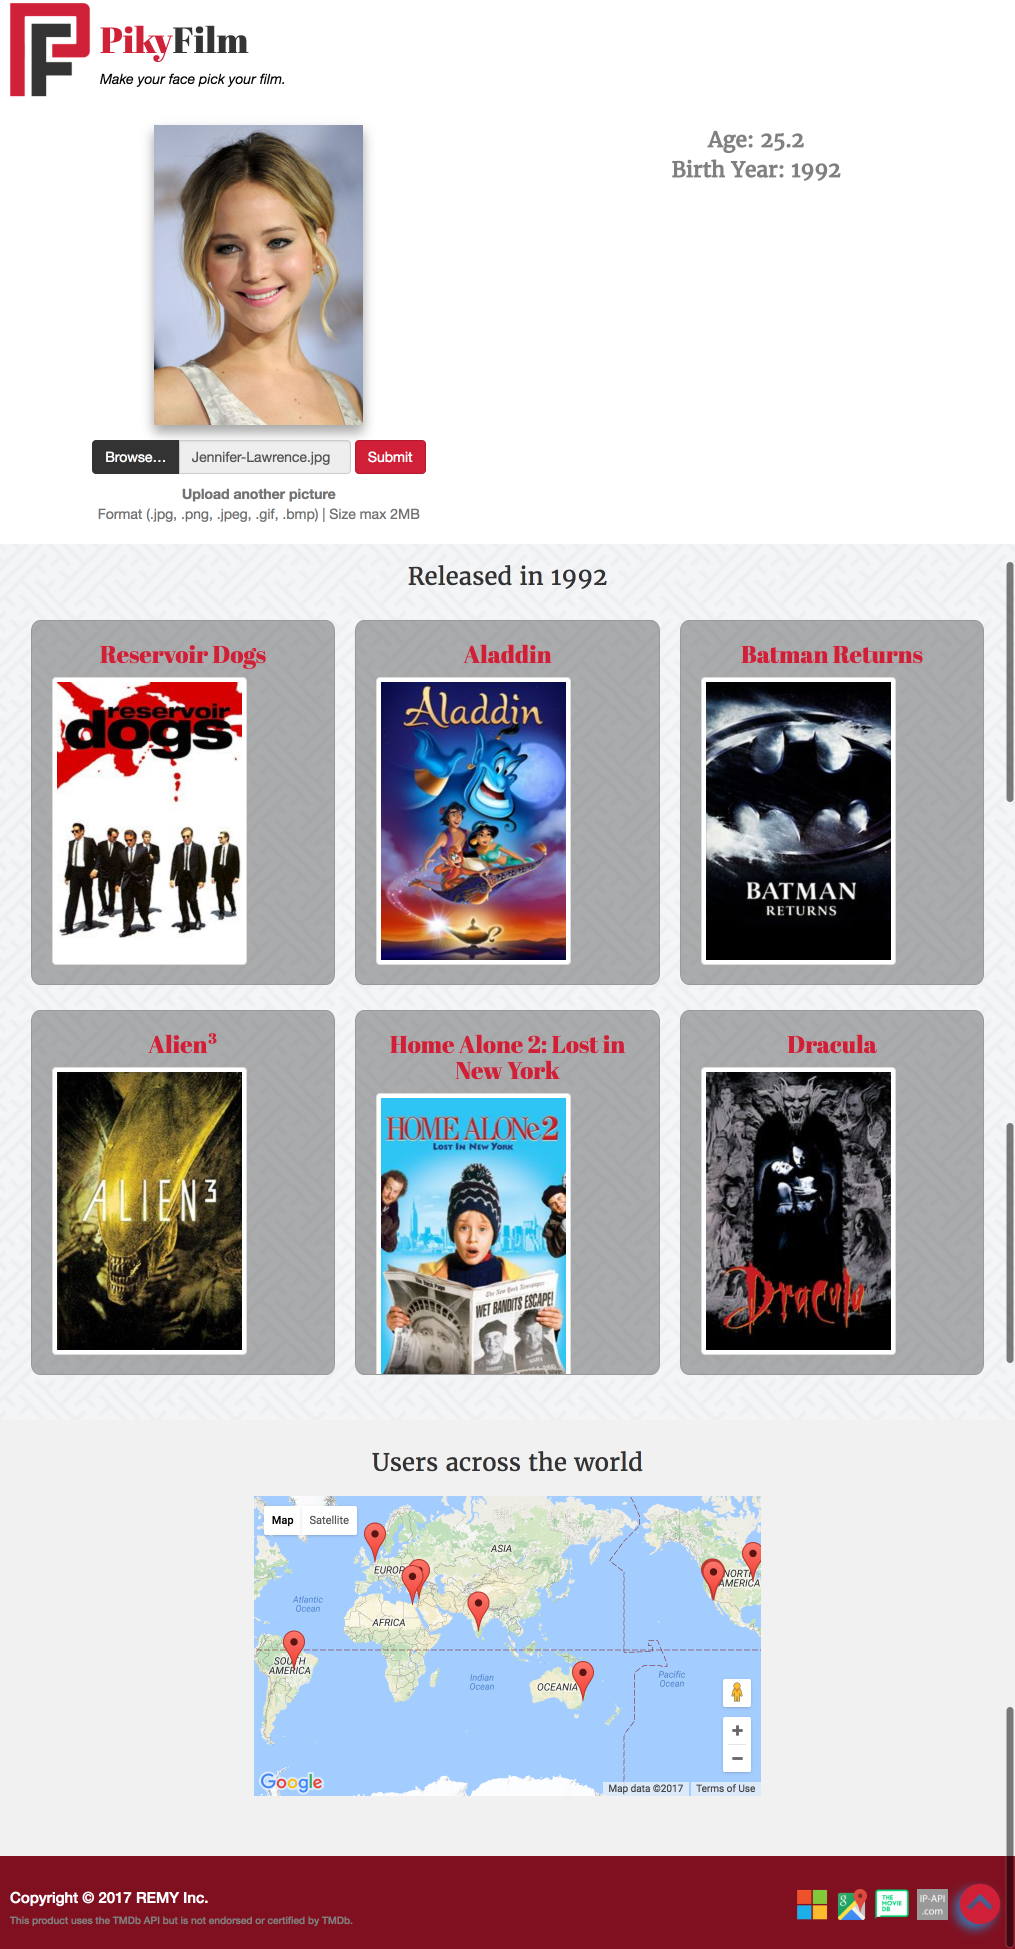 PikyFilm
Make your face pick your film.
Age: 25.2
Birth Year: 1992
Browse... Jennifer-Lawrence.jpg Submit
Upload another picture
Format (.jpg, .png, .jpeg, .gif, .bmp) | Size max 2MB
Released in 1992
Reservoir Dogs
reservoir
dogs
Aladdin
Aladdin
Batman Returns
BATMAN
RETURNS
Alien³
ALIEN³
Home Alone 2: Lost in
New York
HOME ALONe 2
LOST IN NEW YORK
The New York Newspaper
WET BANDITS ESCAPE!
Dracula
Dracula
Users across the world
Map Satellite
ASIA
EUROP
NORTH
AMERICA
Atlantic
Ocean
AFRICA
SOUTH
AMERICA
Indian
Ocean
OCEANIA
Pacific
Ocean
+
−
Google
Map data ©2017 Terms of Use
Copyright © 2017 REMY Inc.
This product uses the TMDb API but is not endorsed or certified by TMDb.
g
THE
MOVIE
DB
IP-API
.com